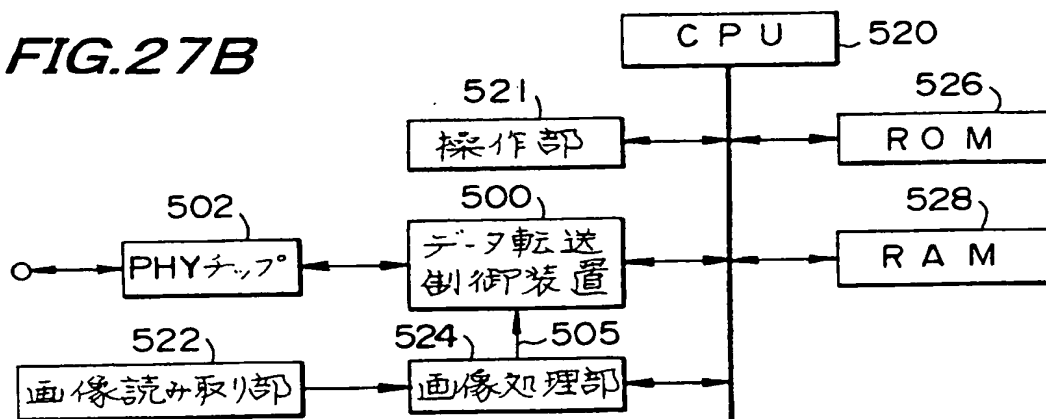 FIG.27B
CPU
520
521
操作部
526
ROM
502
PHYチップ
500
データ転送
制御装置
528
RAM
522
画像読み取り部
524
画像処理部
505